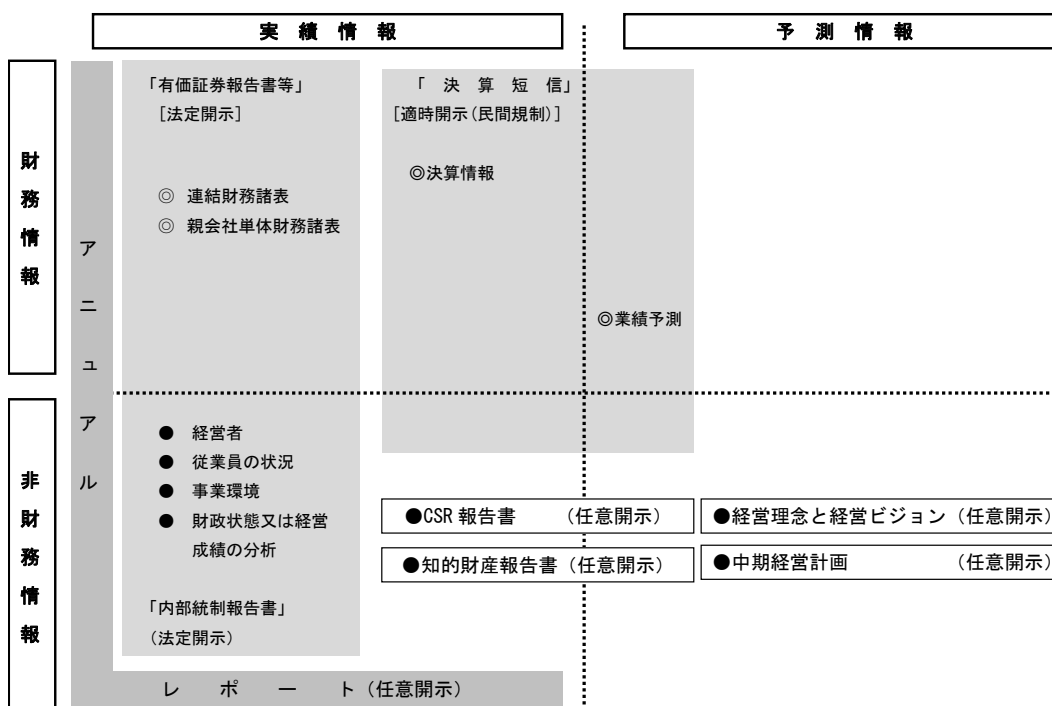 実績情報
予測情報
財務情報
非財務情報
アニュアル
レポート(任意開示)
「有価証券報告書等」
[法定開示]
◎ 連結財務諸表
◎ 親会社単体財務諸表
● 経営者
● 従業員の状況
● 事業環境
● 財政状態又は経営
成績の分析
「内部統制報告書」
(法定開示)
「決算短信」
[適時開示(民間規制)]
◎決算情報
◎業績予測
●CSR 報告書 (任意開示)
●知的財産報告書(任意開示)
●経営理念と経営ビジョン(任意開示)
●中期経営計画 (任意開示)